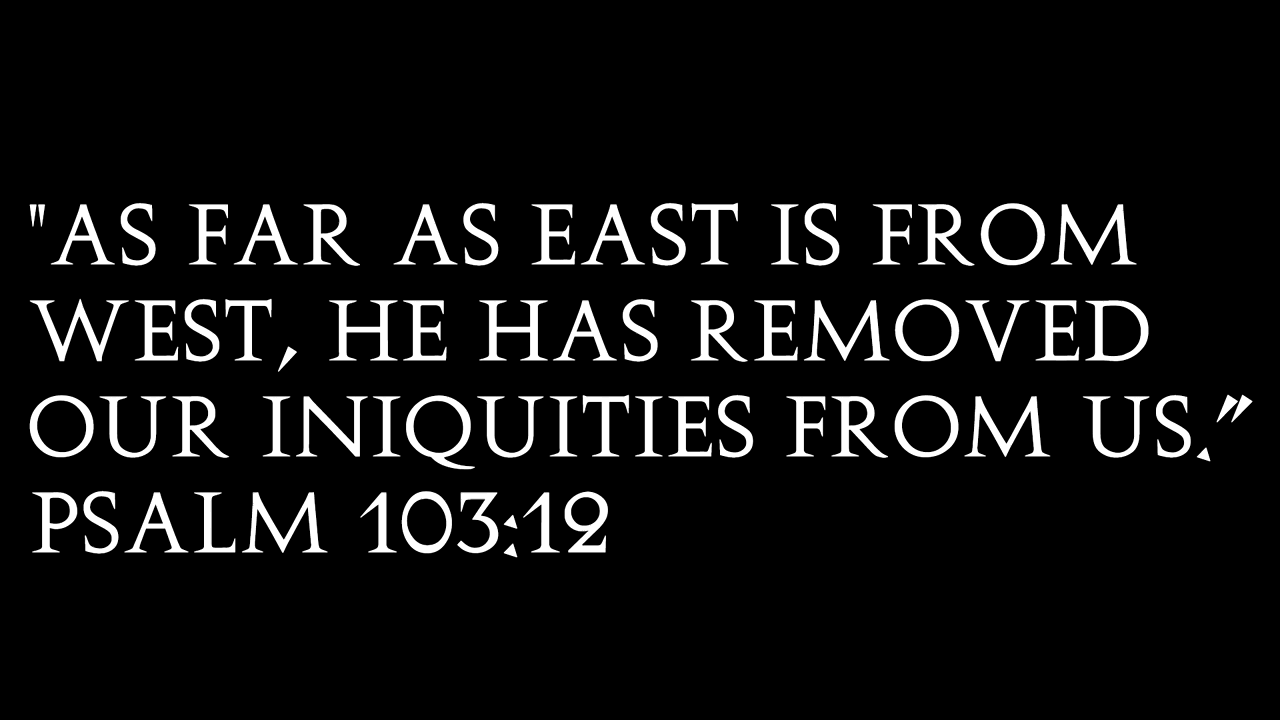 "AS FAR AS EAST IS FROM
WEST, HE HAS REMOVED
OUR INIQUITIES FROM US.”
PSALM 103:12